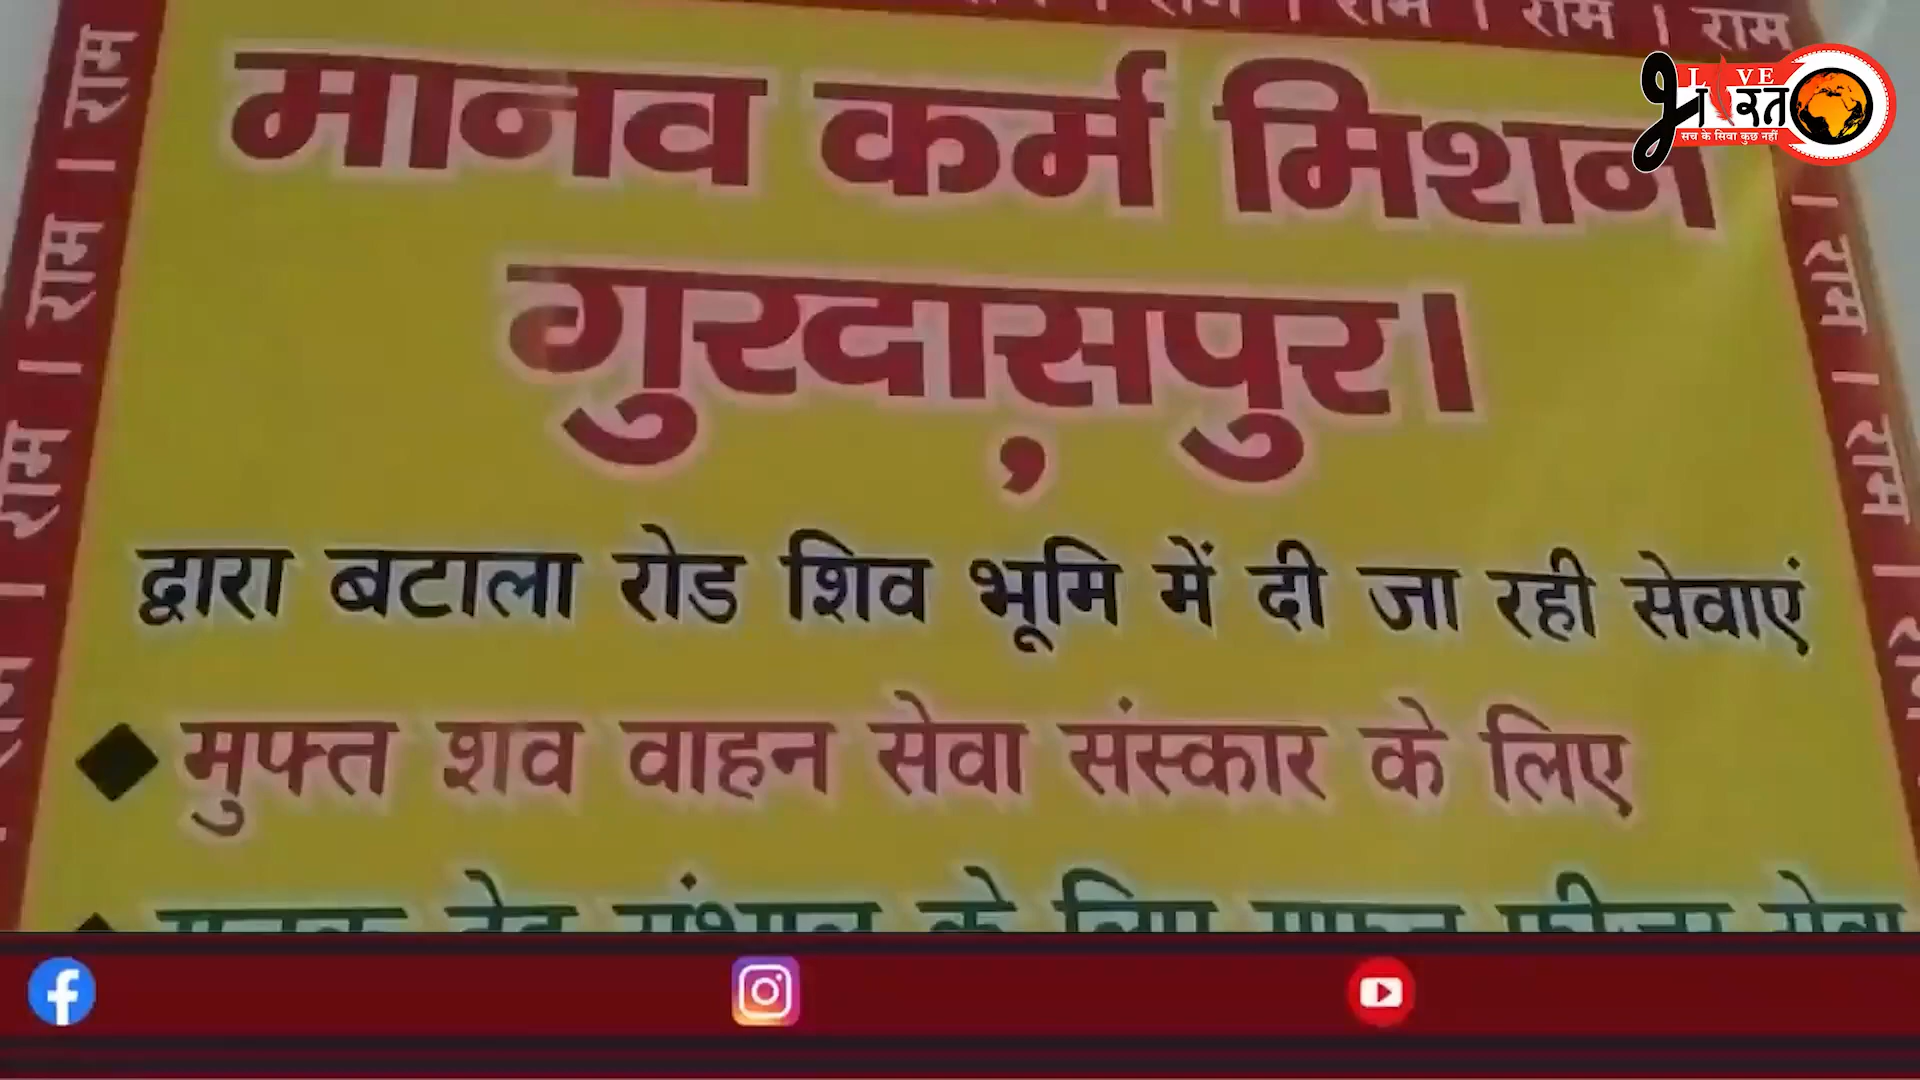 राम । राम । राम । राम
मानव कर्म मिशन
गुरदासपुर।
,
द्वारा बटाला रोड शिव भूमि में दी जा रही सेवाएं
◆ मुफ्त शव वाहन सेवा संस्कार के लिए
राम । राम । राम
राम । राम
LIVE
भारत
सच के सिवा कुछ नहीं